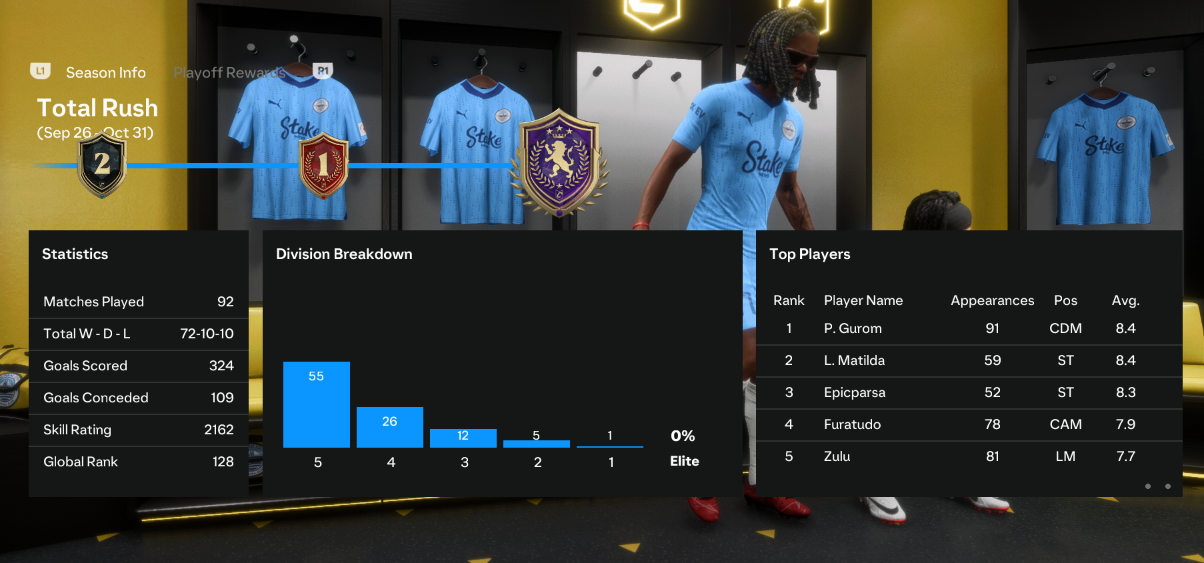 L1 Season Info Playoff Rewards R1
Total Rush
(Sep 26 - Oct 31)
2 1
Stake Stake Stake Stake
Statistics
Matches Played 92
Total W - D - L 72-10-10
Goals Scored 324
Goals Conceded 109
Skill Rating 2162
Global Rank 128
Division Breakdown
55 26 12 5 1 0%
5 4 3 2 1 Elite
Top Players
Rank Player Name Appearances Pos Avg.
1 P. Gurom 91 CDM 8.4
2 L. Matilda 59 ST 8.4
3 Epicparsa 52 ST 8.3
4 Furatudo 78 CAM 7.9
5 Zulu 81 LM 7.7